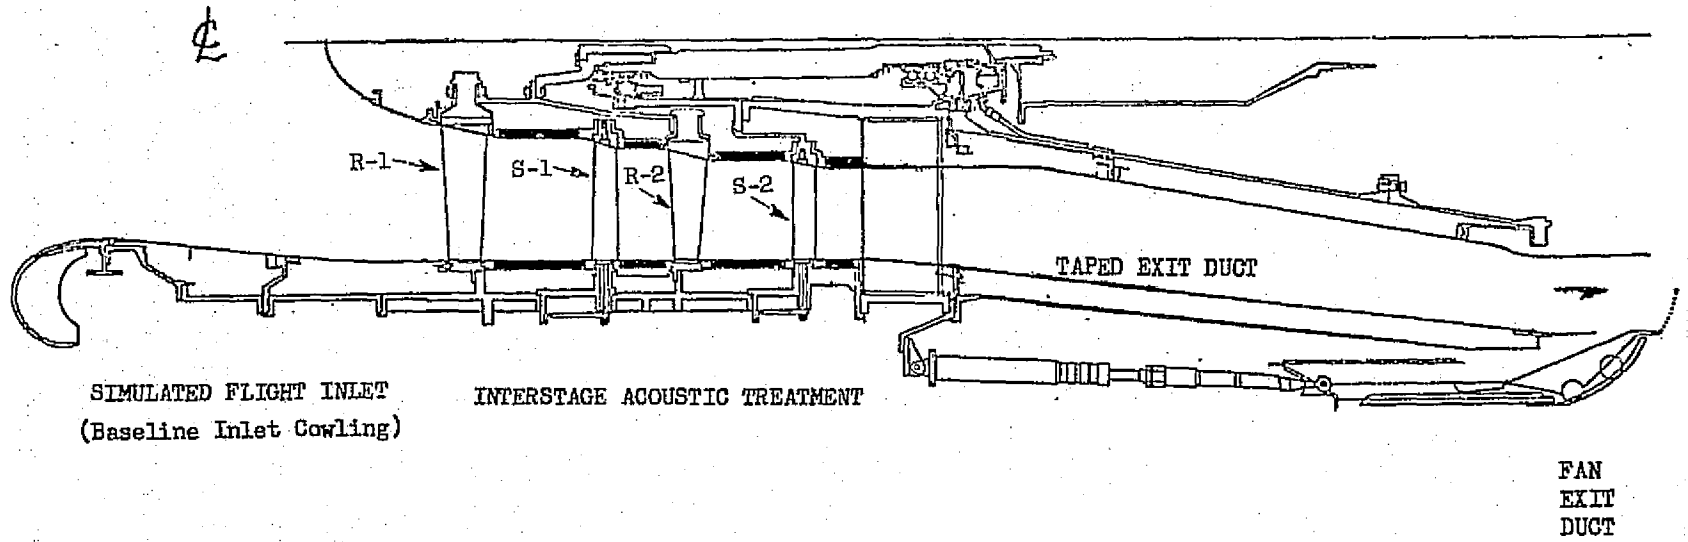 ℄
R-1
S-1
R-2
S-2
TAPED EXIT DUCT
SIMULATED FLIGHT INLET
(Baseline Inlet Cowling)
INTERSTAGE ACOUSTIC TREATMENT
FAN
EXIT
DUCT